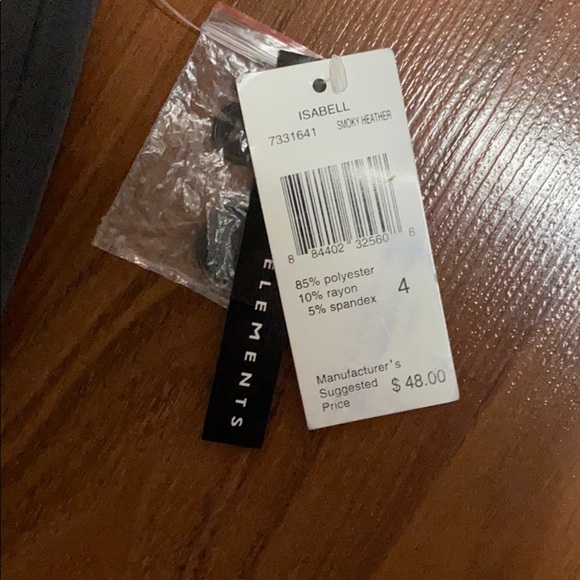 ISABELL
7331641 SMOKY HEATHER
8 84402 32560 8
85% polyester
10% rayon
5% spandex
4
Manufacturer's
Suggested
Price
$ 48.00
ELEMENTS